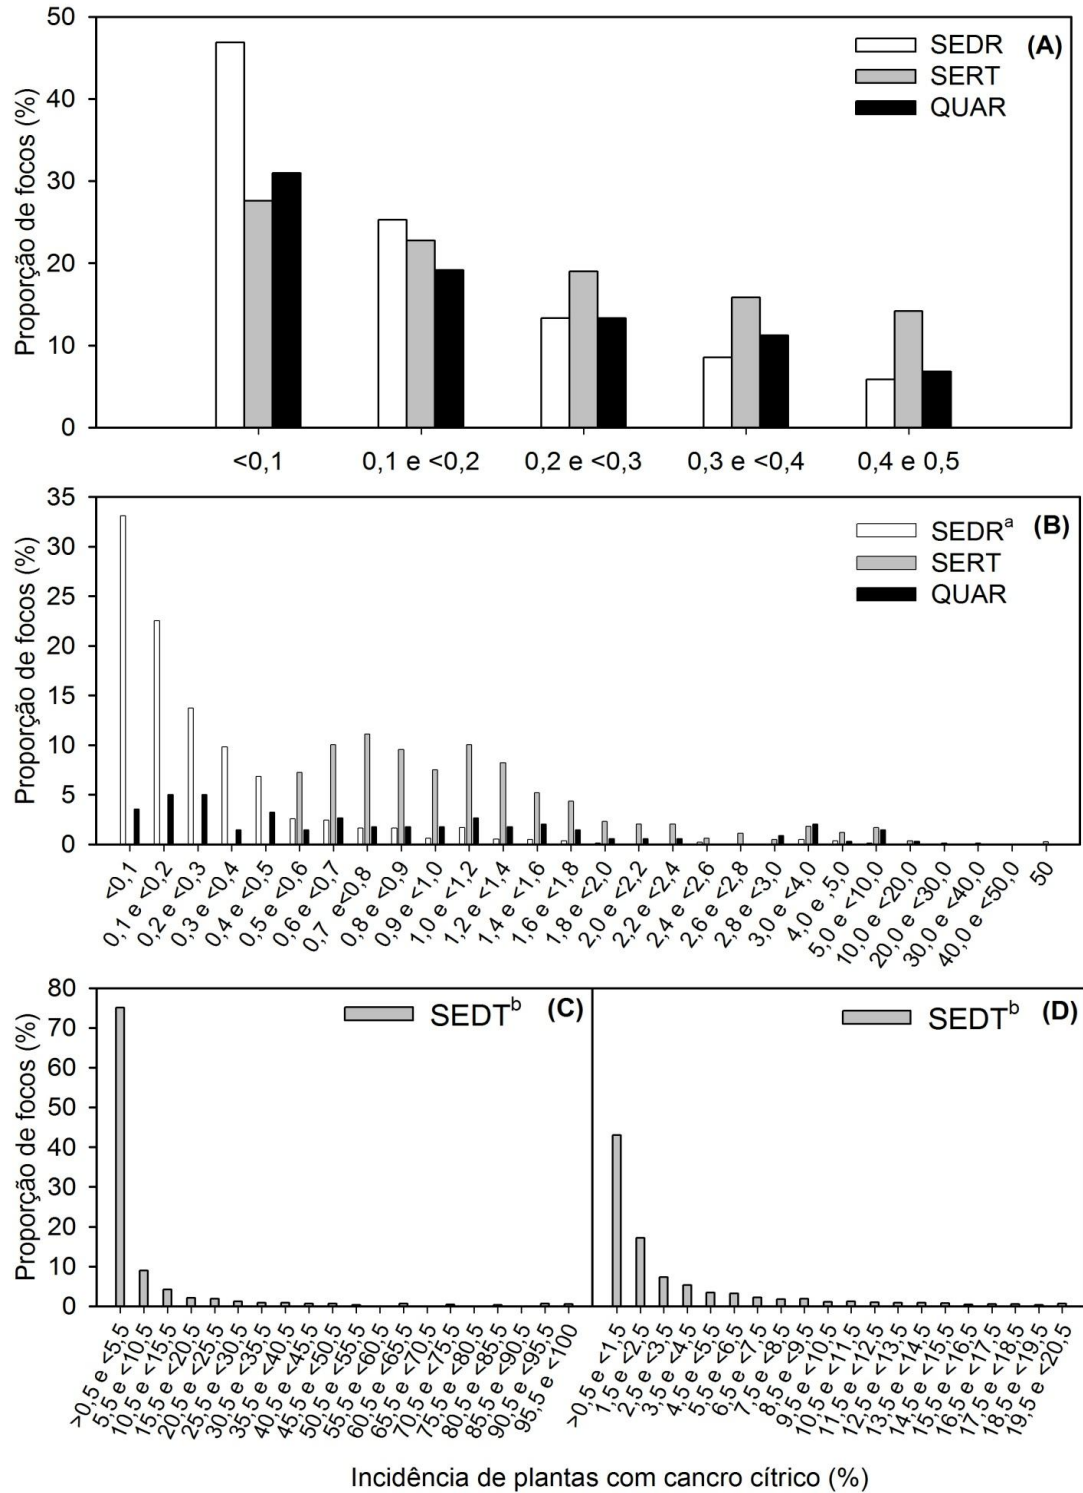 50
40
30
20
10
0
Proporção de focos (%)
SEDR (A)
SERT
QUAR
<0,1 0,1 e <0,2 0,2 e <0,3 0,3 e <0,4 0,4 e 0,5
35
30
25
20
15
10
5
0
Proporção de focos (%)
SEDRᵃ (B)
SERT
QUAR
<0,1
0,1 e <0,2
0,2 e <0,3
0,3 e <0,4
0,4 e <0,5
0,5 e <0,6
0,6 e <0,7
0,7 e<0,8
0,8 e <0,9
0,9 e <1,0
1,0 e <1,2
1,2 e <1,4
1,4 e <1,6
1,6 e <1,8
1,8 e <2,0
2,0 e <2,2
2,2 e <2,4
2,4 e <2,6
2,6 e <2,8
2,8 e <3,0
3,0 e <4,0
4,0 e ,5,0
5,0 e <10,0
10,0 e <20,0
20,0 e <30,0
30,0 e <40,0
40,0 e <50,0
50
80
70
60
50
40
30
20
10
0
Proporção de focos (%)
SEDTᵇ (C)
>0,5 e <5,5
5,5 e <10,5
10,5 e <15,5
15,5 e <20,5
20,5 e <25,5
25,5 e <30,5
30,5 e <35,5
35,5 e <40,5
40,5 e <45,5
45,5 e <50,5
50,5 e <55,5
55,5 e <60,5
60,5 e <65,5
65,5 e <70,5
70,5 e <75,5
75,5 e <80,5
80,5 e <85,5
85,5 e <90,5
90,5 e <95,5
95,5 e <100
SEDTᵇ (D)
>0,5 e <1,5
1,5 e <2,5
2,5 e <3,5
3,5 e <4,5
4,5 e <5,5
5,5 e <6,5
6,5 e <7,5
7,5 e <8,5
8,5 e <9,5
9,5 e <10,5
10,5 e <11,5
11,5 e <12,5
12,5 e <13,5
13,5 e <14,5
14,5 e <15,5
15,5 e <16,5
16,5 e <17,5
17,5 e <18,5
18,5 e <19,5
19,5 e <20,5
Incidência de plantas com cancro cítrico (%)